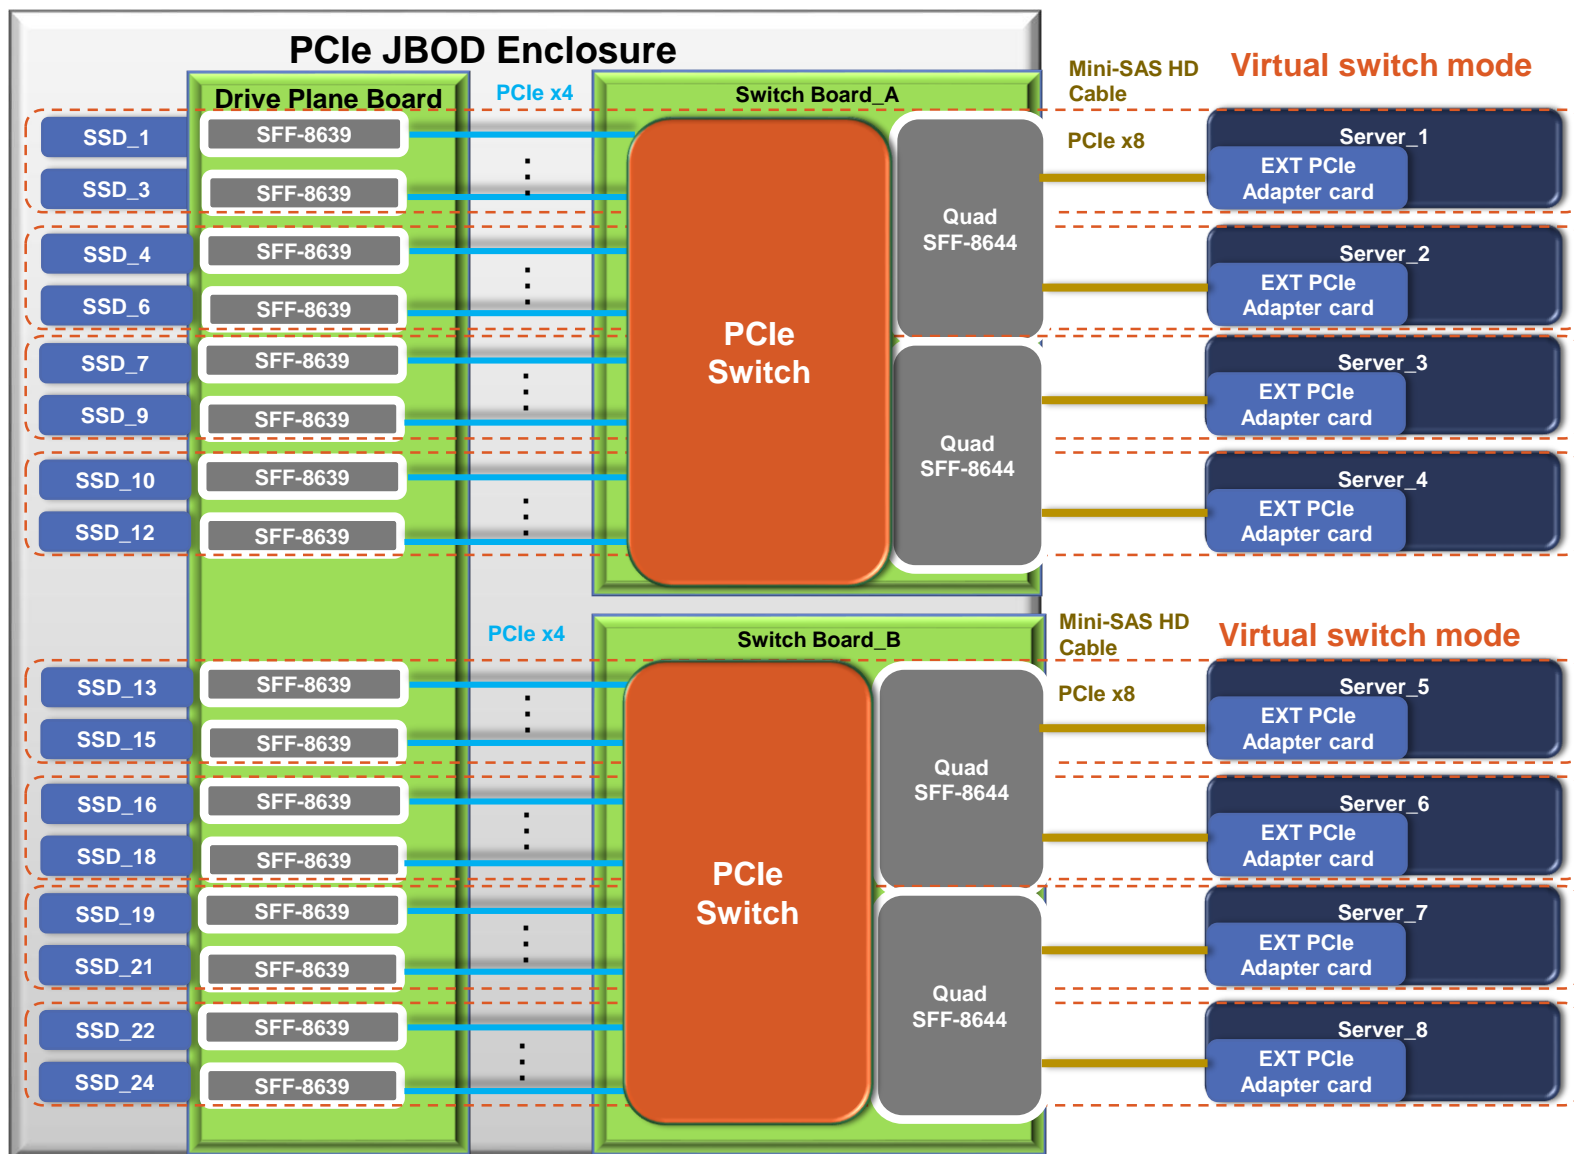 PCIe JBOD Enclosure
Drive Plane Board
PCIe x4
Switch Board_A
Mini-SAS HD
Cable
PCIe x8
Virtual switch mode
SSD_1
SFF-8639
SSD_3
SFF-8639
SSD_4
SFF-8639
SSD_6
SFF-8639
SSD_7
SFF-8639
SSD_9
SFF-8639
SSD_10
SFF-8639
SSD_12
SFF-8639
PCIe
Switch
Quad
SFF-8644
Quad
SFF-8644
Server_1
EXT PCIe
Adapter card
Server_2
EXT PCIe
Adapter card
Server_3
EXT PCIe
Adapter card
Server_4
EXT PCIe
Adapter card
PCIe x4
Switch Board_B
Mini-SAS HD
Cable
PCIe x8
Virtual switch mode
SSD_13
SFF-8639
SSD_15
SFF-8639
SSD_16
SFF-8639
SSD_18
SFF-8639
SSD_19
SFF-8639
SSD_21
SFF-8639
SSD_22
SFF-8639
SSD_24
SFF-8639
PCIe
Switch
Quad
SFF-8644
Quad
SFF-8644
Server_5
EXT PCIe
Adapter card
Server_6
EXT PCIe
Adapter card
Server_7
EXT PCIe
Adapter card
Server_8
EXT PCIe
Adapter card